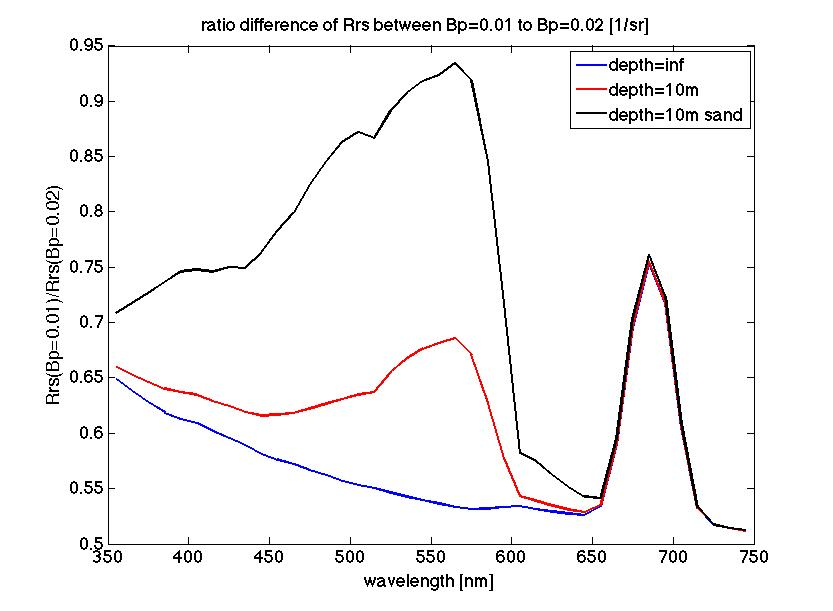 ratio difference of Rrs between Bp=0.01 to Bp=0.02 [1/sr]
0.95
0.9
0.85
0.8
0.75
0.7
0.65
0.6
0.55
0.5
Rrs(Bp=0.01)/Rrs(Bp=0.02)
depth=inf
depth=10m
depth=10m sand
350 400 450 500 550 600 650 700 750
wavelength [nm]